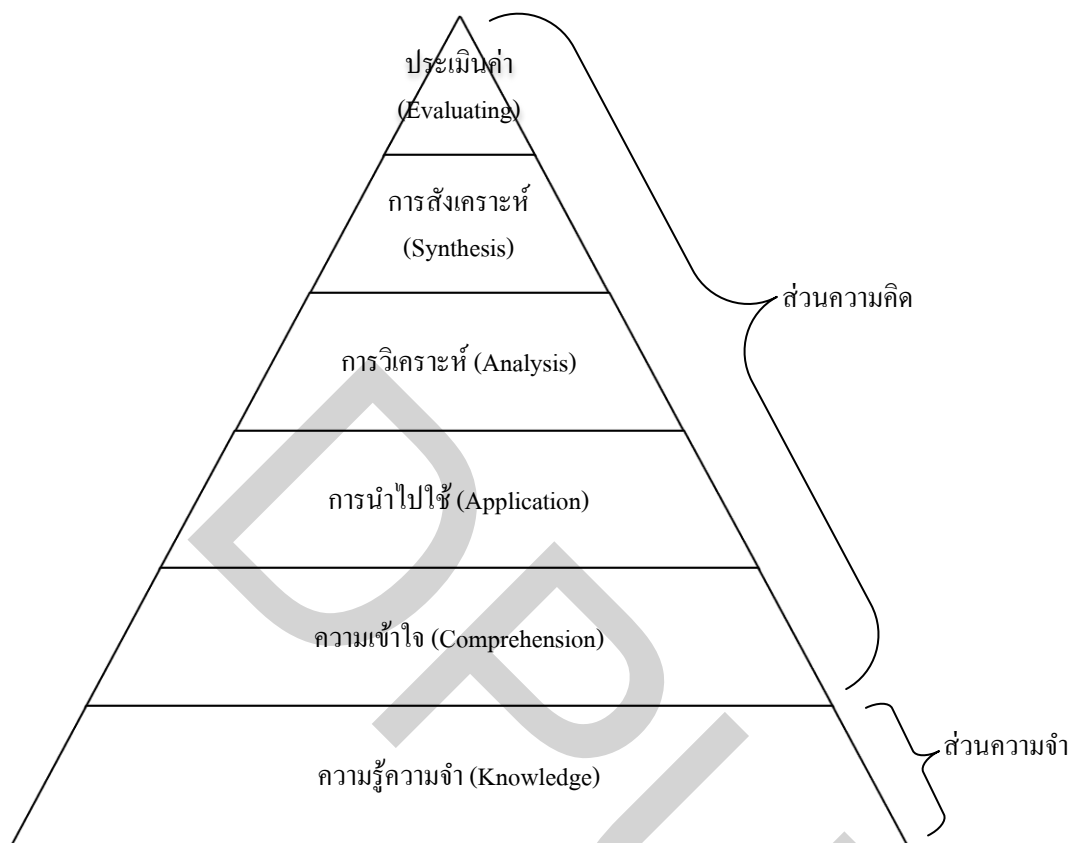 ประเมินค่า
(Evaluating)
การสังเคราะห์
(Synthesis)
ส่วนความคิด
การวิเคราะห์ (Analysis)
การนำไปใช้ (Application)
ความเข้าใจ (Comprehension)
ส่วนความจำ
ความรู้ความจำ (Knowledge)
DPU